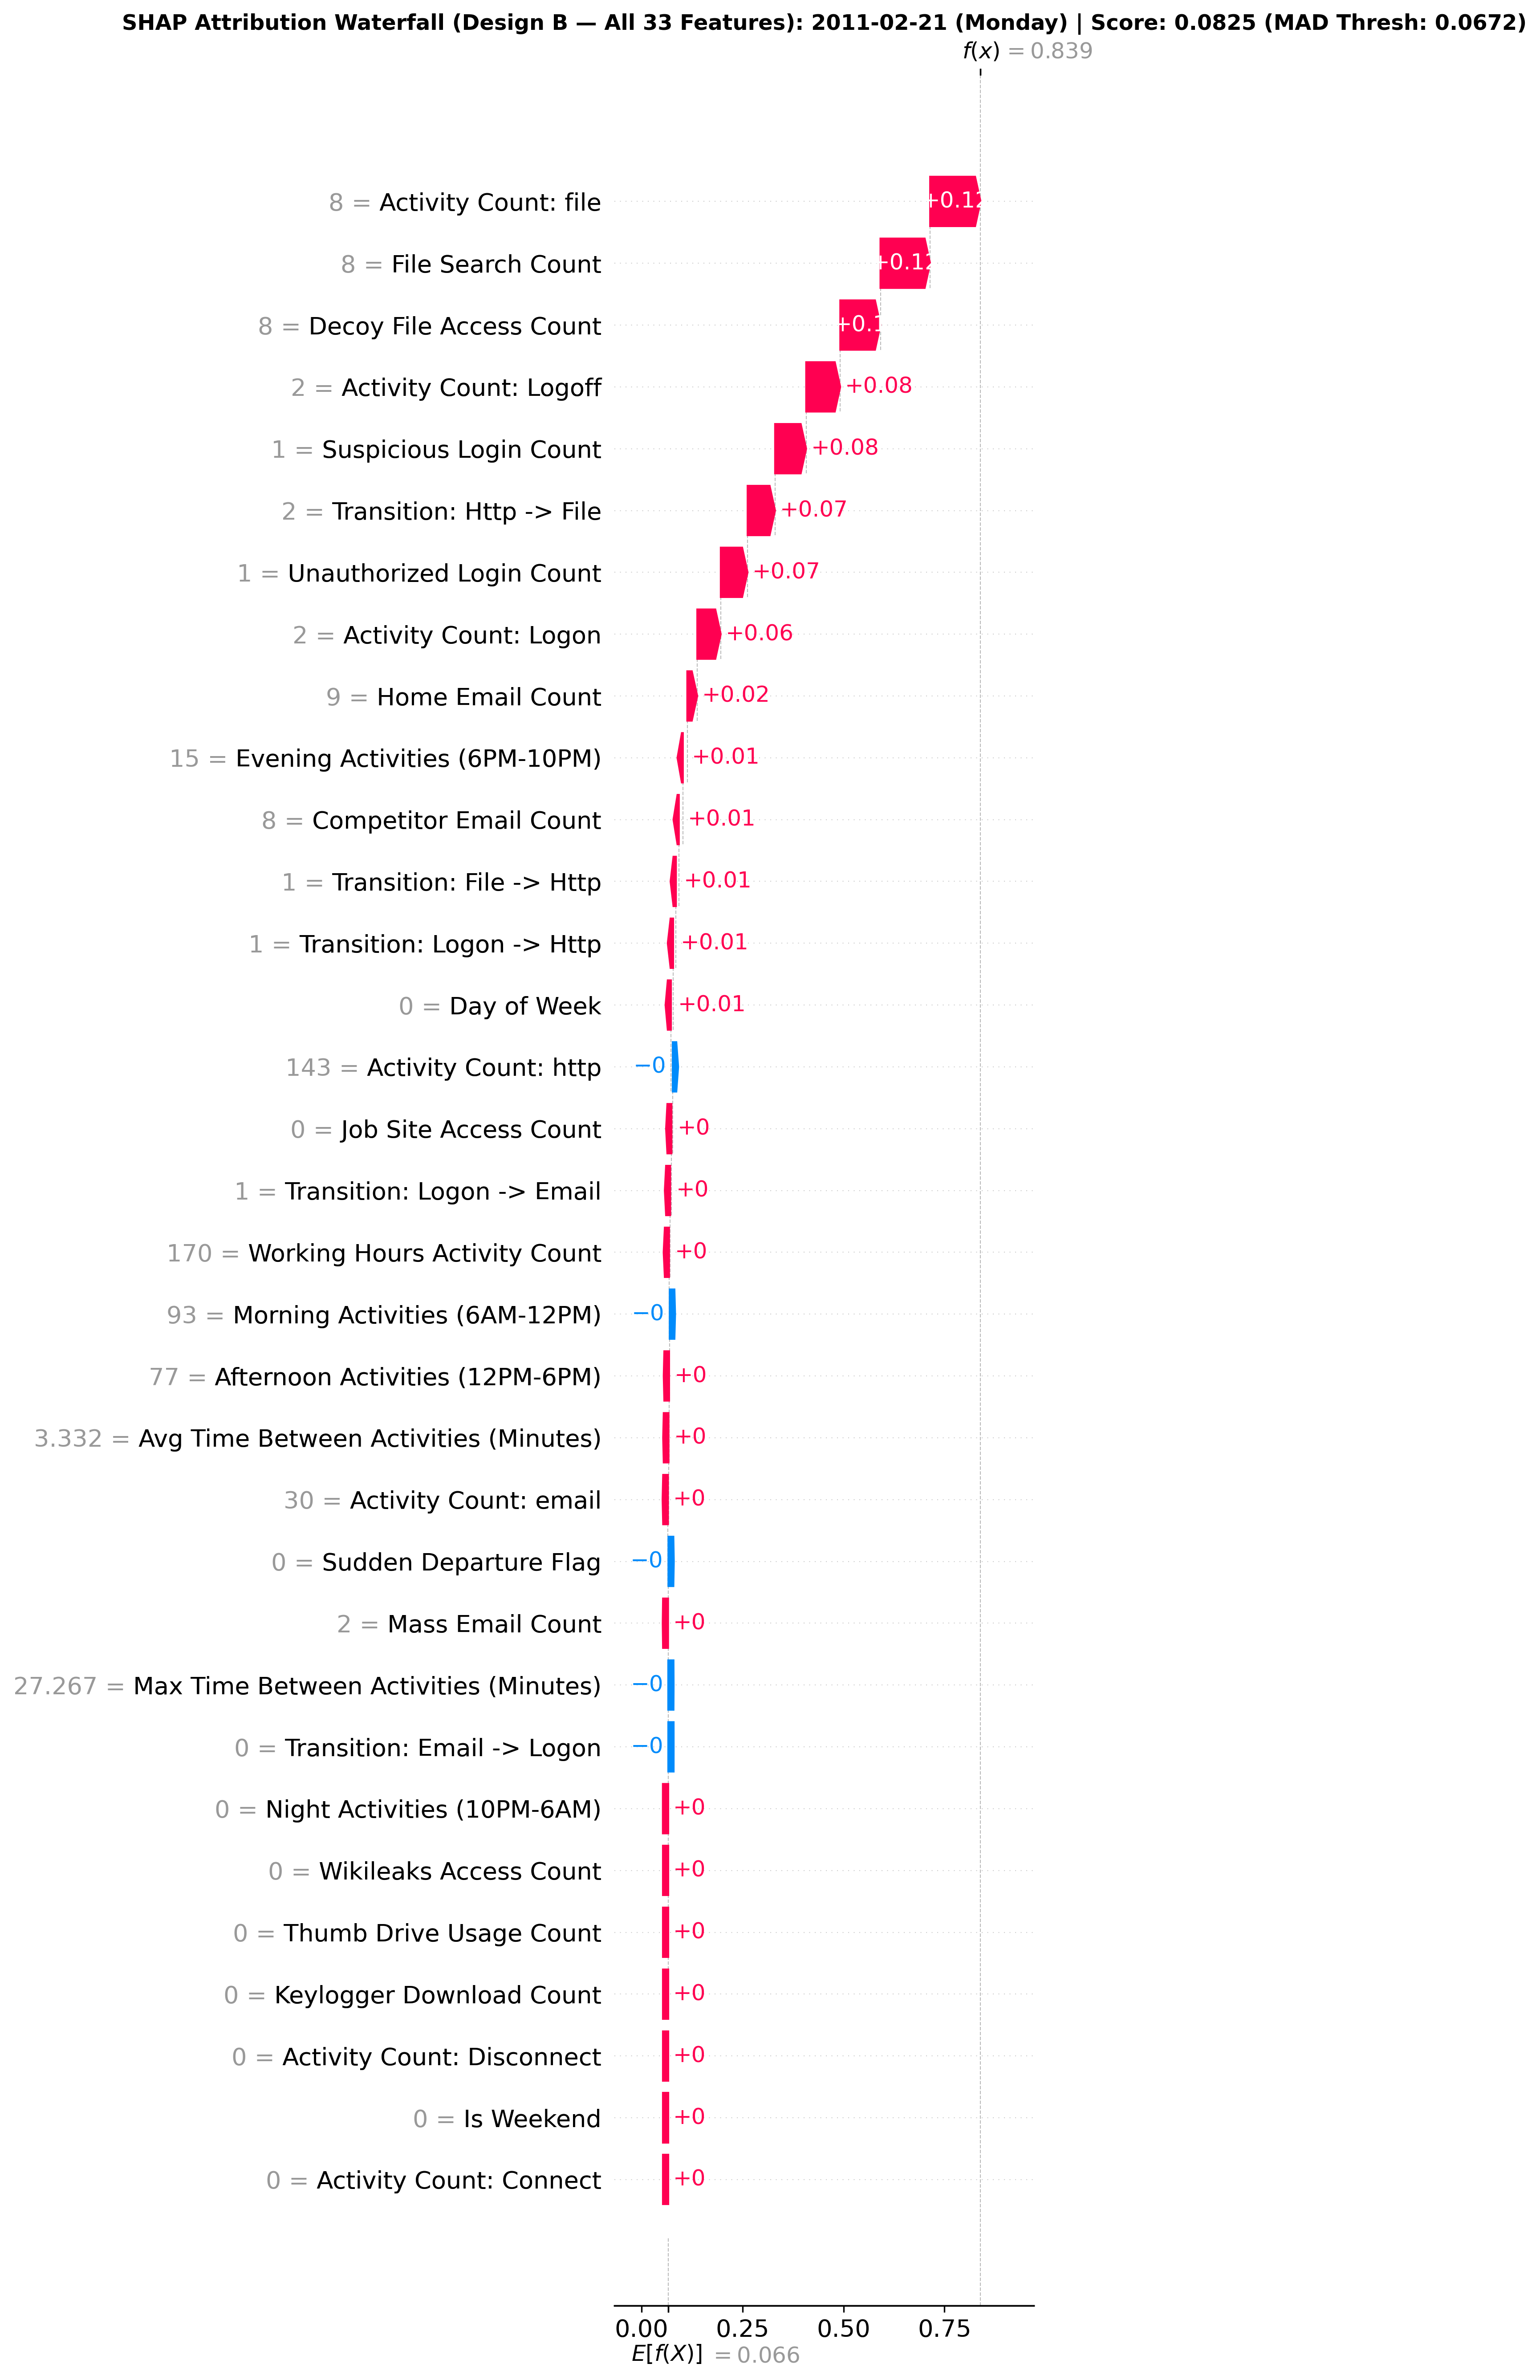 SHAP Attribution Waterfall (Design B — All 33 Features): 2011-02-21 (Monday) | Score: 0.0825 (MAD Thresh: 0.0672)
f(x) = 0.839
8 = Activity Count: file +0.12
8 = File Search Count +0.12
8 = Decoy File Access Count +0.1
2 = Activity Count: Logoff +0.08
1 = Suspicious Login Count +0.08
2 = Transition: Http -> File +0.07
1 = Unauthorized Login Count +0.07
2 = Activity Count: Logon +0.06
9 = Home Email Count +0.02
15 = Evening Activities (6PM-10PM) +0.01
8 = Competitor Email Count +0.01
1 = Transition: File -> Http +0.01
1 = Transition: Logon -> Http +0.01
0 = Day of Week +0.01
143 = Activity Count: http −0
0 = Job Site Access Count +0
1 = Transition: Logon -> Email +0
170 = Working Hours Activity Count +0
93 = Morning Activities (6AM-12PM) −0
77 = Afternoon Activities (12PM-6PM) +0
3.332 = Avg Time Between Activities (Minutes) +0
30 = Activity Count: email +0
0 = Sudden Departure Flag −0
2 = Mass Email Count +0
27.267 = Max Time Between Activities (Minutes) −0
0 = Transition: Email -> Logon −0
0 = Night Activities (10PM-6AM) +0
0 = Wikileaks Access Count +0
0 = Thumb Drive Usage Count +0
0 = Keylogger Download Count +0
0 = Activity Count: Disconnect +0
0 = Is Weekend +0
0 = Activity Count: Connect +0
0.00 0.25 0.50 0.75
E[f(X)] = 0.066